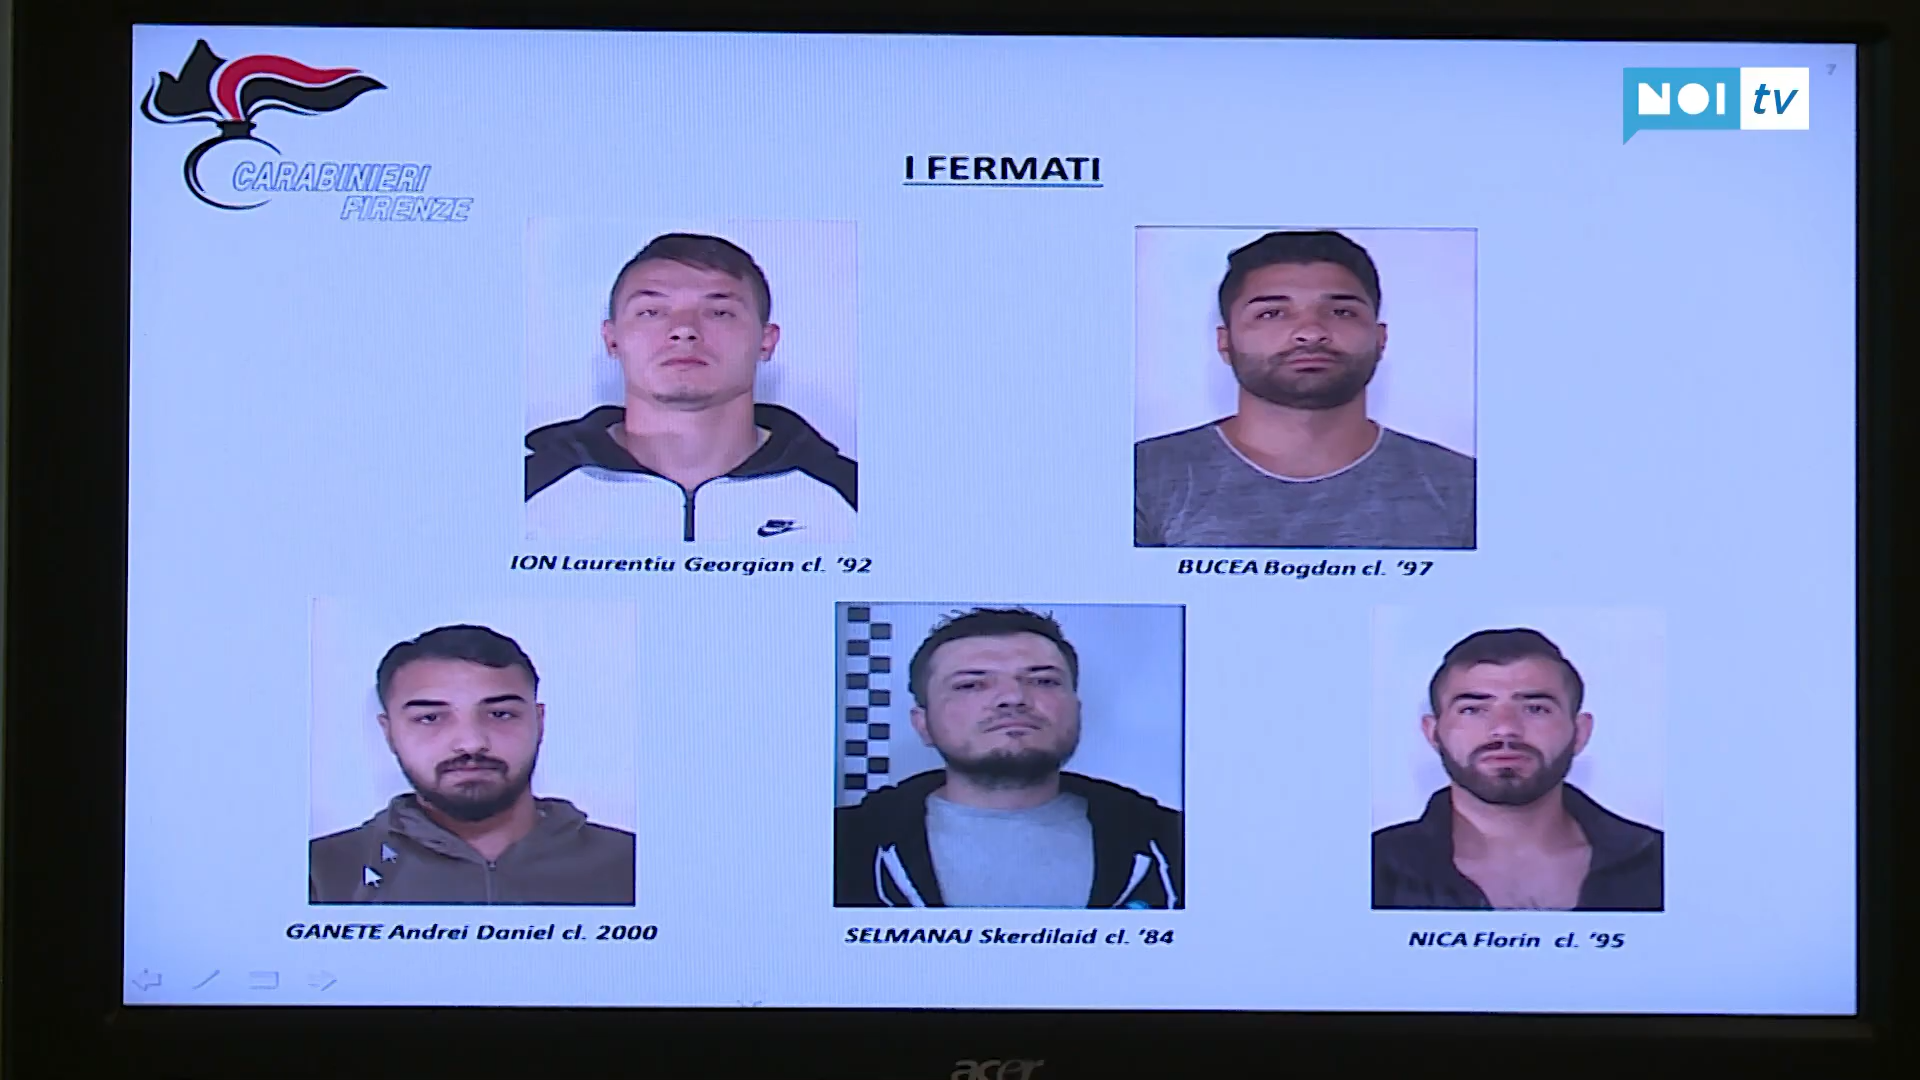 CARABINIERI
FIRENZE
NOI tv
7
I FERMATI
ION Laurentiu Georgian cl. '92
BUCEA Bogdan cl. '97
GANETE Andrei Daniel cl. 2000
SELMANAJ Skerdilaid cl. '84
NICA Florin cl. '95
acer